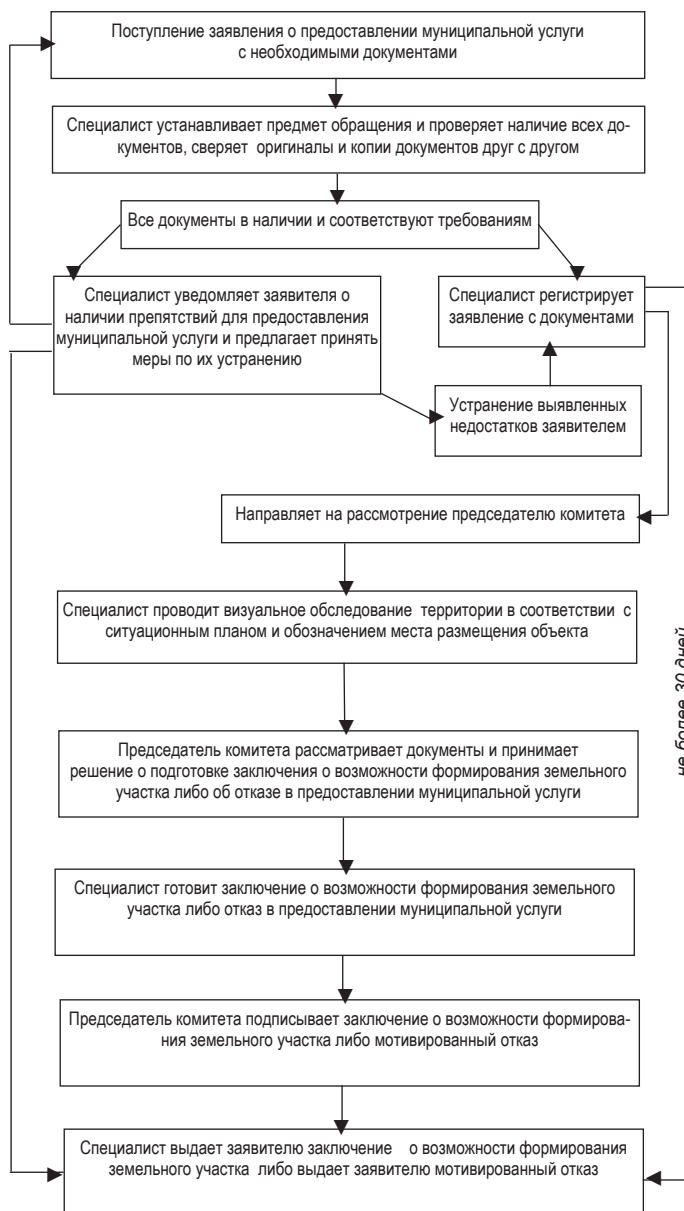 Поступление заявления о предоставлении муниципальной услуги
с необходимыми документами
Специалист устанавливает предмет обращения и проверяет наличие всех до-
кументов, сверяет оригиналы и копии документов друг с другом
Все документы в наличии и соответствуют требованиям
Специалист уведомляет заявителя о
наличии препятствий для предоставления
муниципальной услуги и предлагает принять
меры по их устранению
Специалист регистрирует
заявление с документами
Устранение выявленных
недостатков заявителем
Направляет на рассмотрение председателю комитета
Специалист проводит визуальное обследование территории в соответствии с
ситуационным планом и обозначением места размещения объекта
не более 30 дней
Председатель комитета рассматривает документы и принимает
решение о подготовке заключения о возможности формирования земельного
участка либо об отказе в предоставлении муниципальной услуги
Специалист готовит заключение о возможности формирования земельного
участка либо отказ в предоставлении муниципальной услуги
Председатель комитета подписывает заключение о возможности формирова-
ния земельного участка либо мотивированный отказ
Специалист выдает заявителю заключение о возможности формирования
земельного участка либо выдает заявителю мотивированный отказ